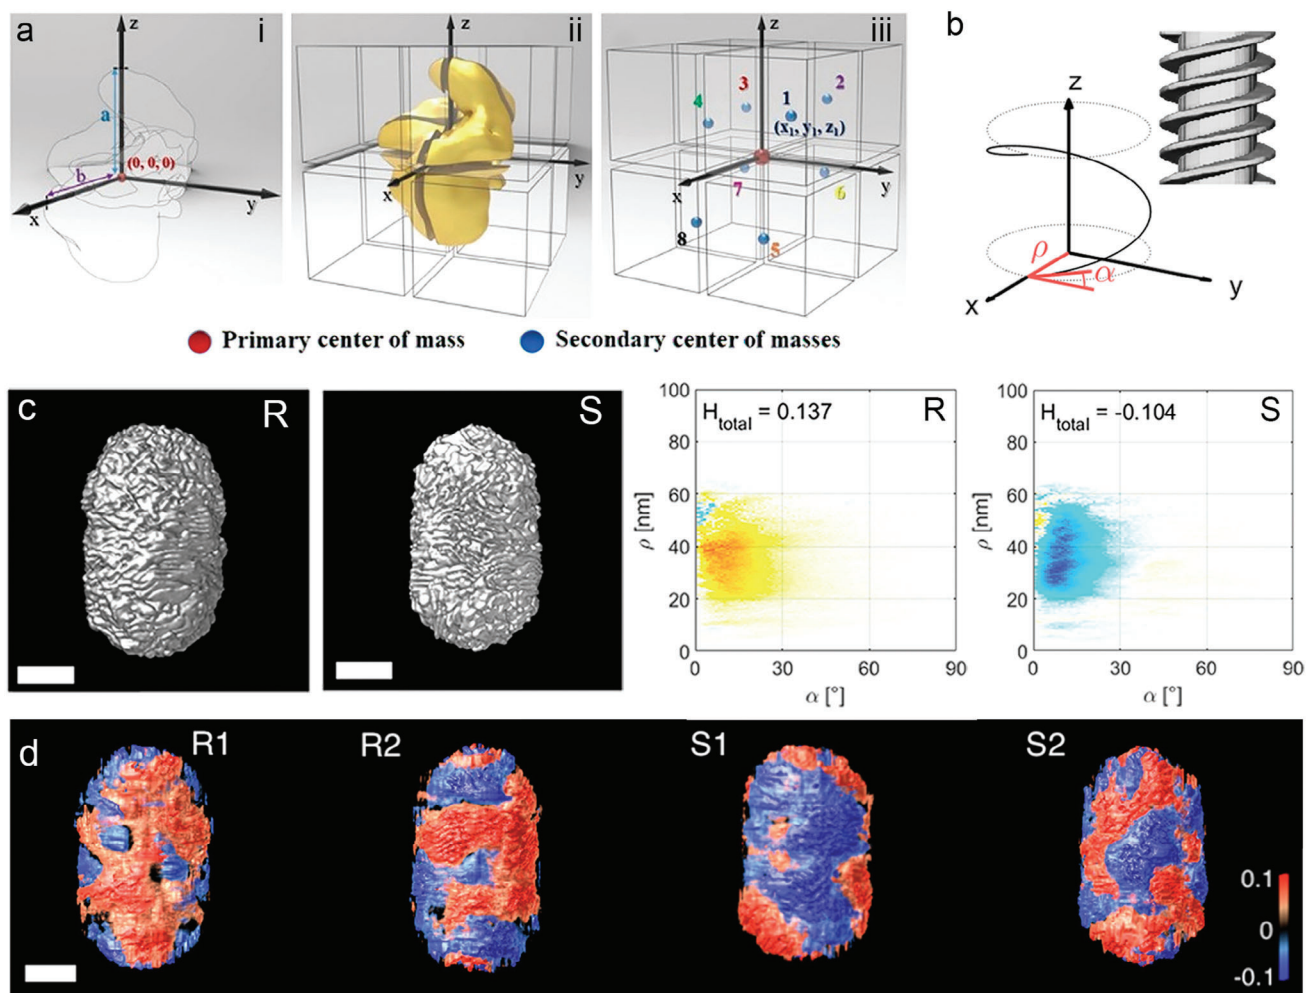 a
i
z
a
(0, 0, 0)
b
x
y
ii
z
x
y
iii
z
3
2
4
1
(x₁, y₁, z₁)
7
6
x
y
8
5
b
z
ρ
α
x
y
Primary center of mass
Secondary center of masses
c
R
S
H_total = 0.137
R
100
80
60
40
20
0
ρ [nm]
0
30
60
90
α [°]
H_total = -0.104
S
100
80
60
40
20
0
ρ [nm]
0
30
60
90
α [°]
d
R1
R2
S1
S2
0.1
0
-0.1